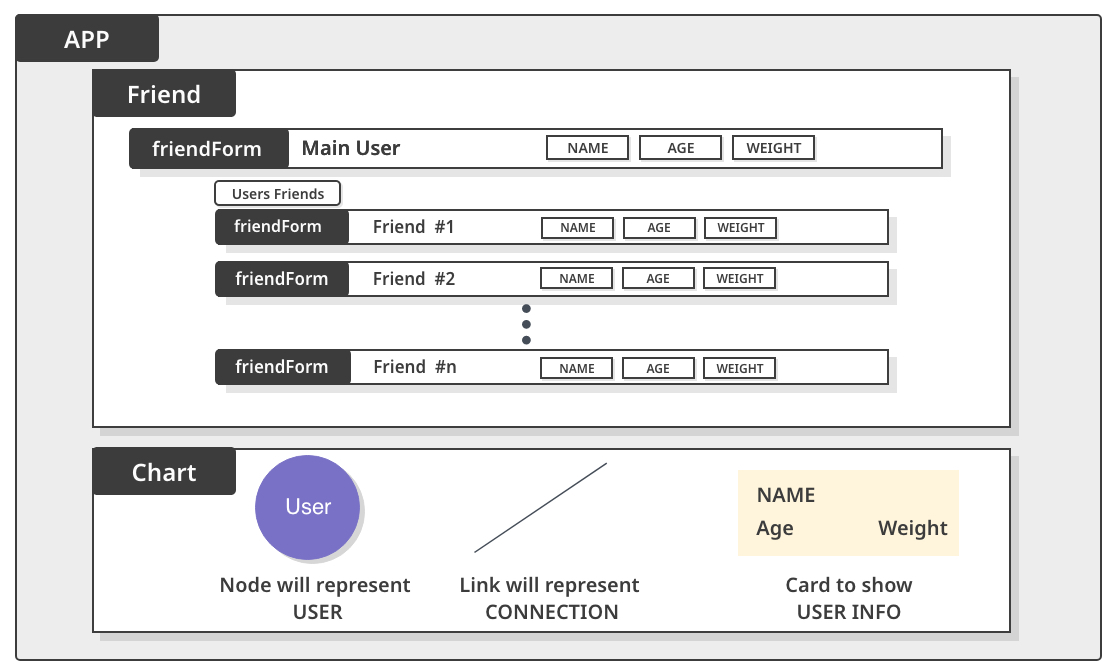 APP
Friend
friendForm Main User NAME AGE WEIGHT
Users Friends
friendForm Friend #1 NAME AGE WEIGHT
friendForm Friend #2 NAME AGE WEIGHT
friendForm Friend #n NAME AGE WEIGHT
Chart
User
NAME
Age Weight
Node will represent
USER
Link will represent
CONNECTION
Card to show
USER INFO